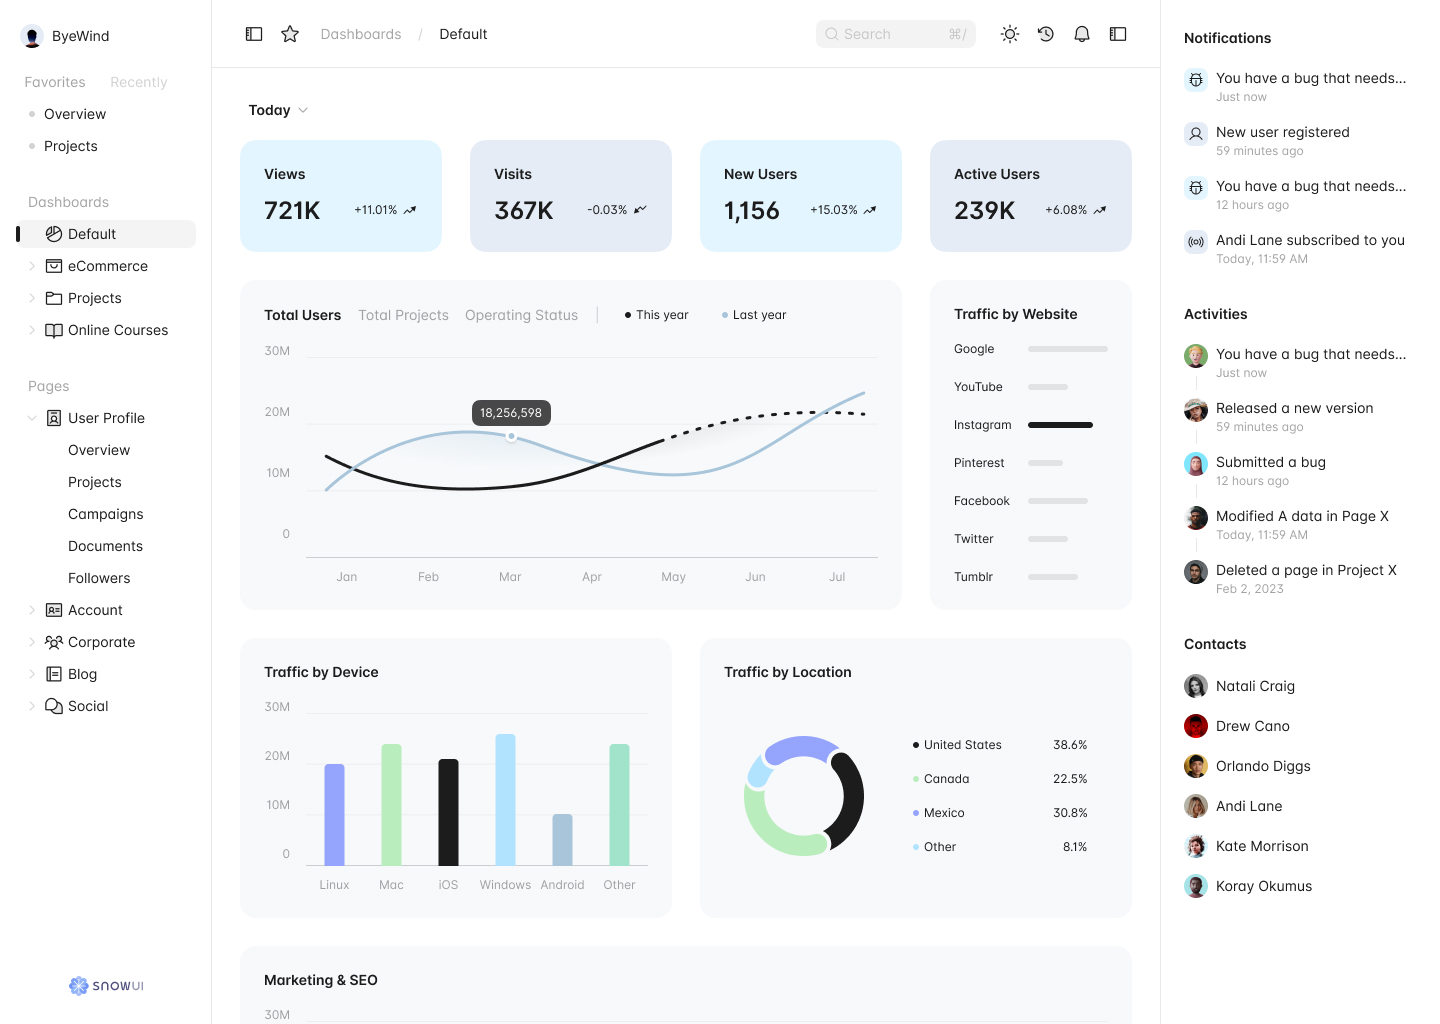 ByeWind
Favorites Recently
Overview
Projects
Dashboards
Default
eCommerce
Projects
Online Courses
Pages
User Profile
Overview
Projects
Campaigns
Documents
Followers
Account
Corporate
Blog
Social
SNOWUI
Dashboards / Default
Search ⌘/
Today
Views
721K +11.01%
Visits
367K -0.03%
New Users
1,156 +15.03%
Active Users
239K +6.08%
Total Users Total Projects Operating Status This year Last year
30M
20M
10M
0
18,256,598
Jan Feb Mar Apr May Jun Jul
Traffic by Website
Google
YouTube
Instagram
Pinterest
Facebook
Twitter
Tumblr
Traffic by Device
30M
20M
10M
0
Linux Mac iOS Windows Android Other
Traffic by Location
United States 38.6%
Canada 22.5%
Mexico 30.8%
Other 8.1%
Marketing & SEO
30M
Notifications
You have a bug that needs...
Just now
New user registered
59 minutes ago
You have a bug that needs...
12 hours ago
Andi Lane subscribed to you
Today, 11:59 AM
Activities
You have a bug that needs...
Just now
Released a new version
59 minutes ago
Submitted a bug
12 hours ago
Modified A data in Page X
Today, 11:59 AM
Deleted a page in Project X
Feb 2, 2023
Contacts
Natali Craig
Drew Cano
Orlando Diggs
Andi Lane
Kate Morrison
Koray Okumus